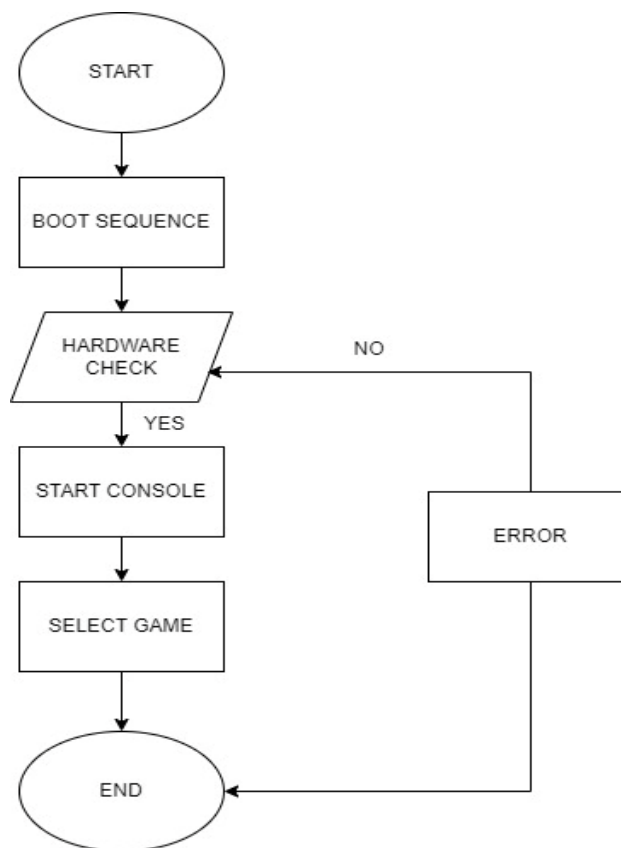 START
BOOT SEQUENCE
HARDWARE
CHECK
NO
YES
START CONSOLE
ERROR
SELECT GAME
END